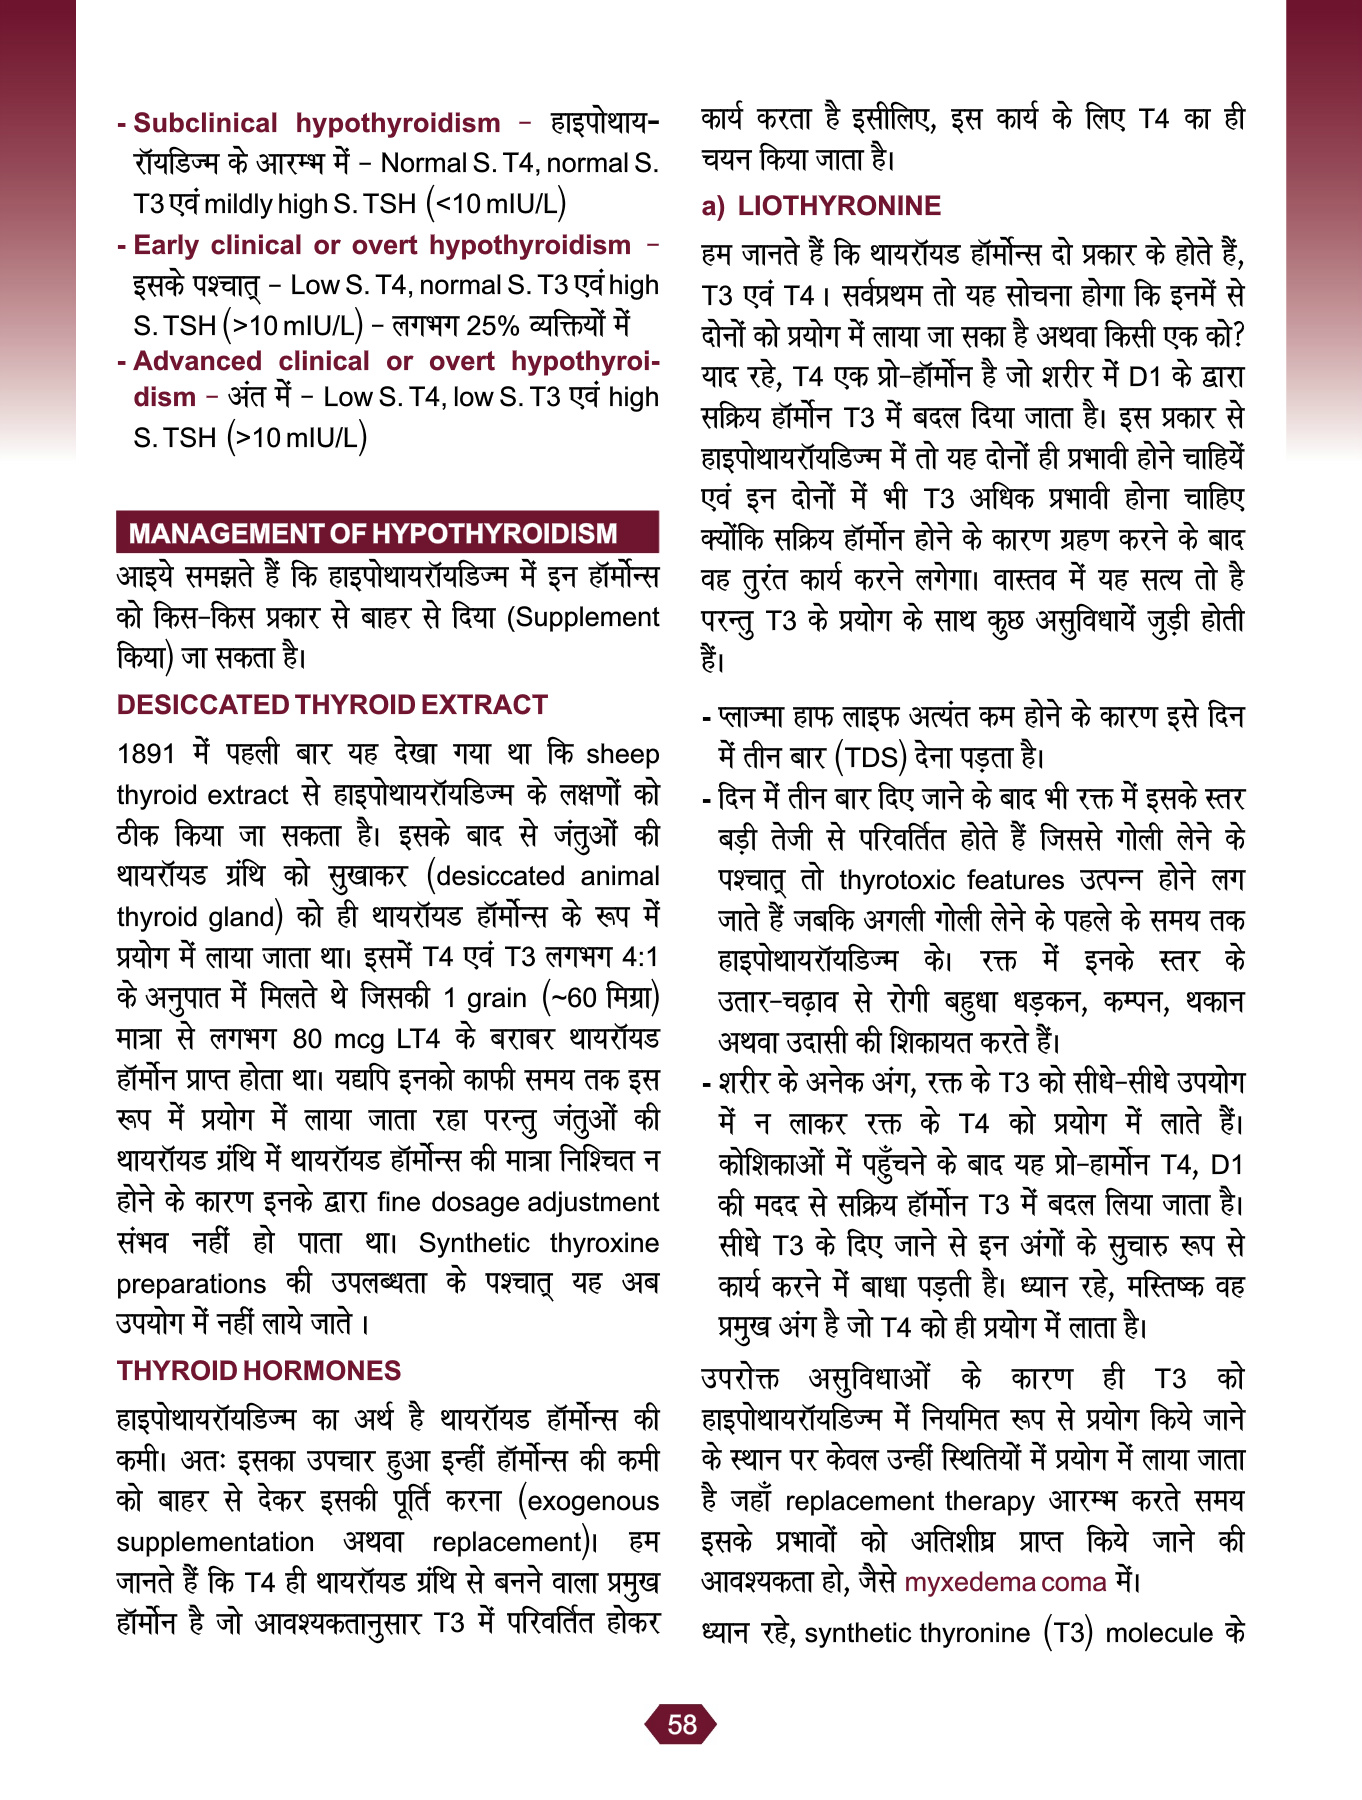 - Subclinical hypothyroidism – हाइपोथाय-
रॉयडिज्म के आरम्भ में – Normal S. T4, normal S.
T3 एवं mildly high S. TSH (<10 mIU/L)
- Early clinical or overt hypothyroidism –
इसके पश्चात् – Low S. T4, normal S. T3 एवं high
S. TSH (>10 mIU/L) – लगभग 25% व्यक्तियों में
- Advanced clinical or overt hypothyroi-
dism – अंत में – Low S. T4, low S. T3 एवं high
S. TSH (>10 mIU/L)
MANAGEMENT OF HYPOTHYROIDISM
आइये समझते हैं कि हाइपोथायरॉयडिज्म में इन हॉर्मोन्स
को किस-किस प्रकार से बाहर से दिया (Supplement
किया) जा सकता है।
DESICCATED THYROID EXTRACT
1891 में पहली बार यह देखा गया था कि sheep
thyroid extract से हाइपोथायरॉयडिज्म के लक्षणों को
ठीक किया जा सकता है। इसके बाद से जंतुओं की
थायरॉयड ग्रंथि को सुखाकर (desiccated animal
thyroid gland) को ही थायरॉयड हॉर्मोन्स के रूप में
प्रयोग में लाया जाता था। इसमें T4 एवं T3 लगभग 4:1
के अनुपात में मिलते थे जिसकी 1 grain (~60 मिग्रा)
मात्रा से लगभग 80 mcg LT4 के बराबर थायरॉयड
हॉर्मोन प्राप्त होता था। यद्यपि इनको काफी समय तक इस
रूप में प्रयोग में लाया जाता रहा परन्तु जंतुओं की
थायरॉयड ग्रंथि में थायरॉयड हॉर्मोन्स की मात्रा निश्चित न
होने के कारण इनके द्वारा fine dosage adjustment
संभव नहीं हो पाता था। Synthetic thyroxine
preparations की उपलब्धता के पश्चात् यह अब
उपयोग में नहीं लाये जाते ।
THYROID HORMONES
हाइपोथायरॉयडिज्म का अर्थ है थायरॉयड हॉर्मोन्स की
कमी। अतः इसका उपचार हुआ इन्हीं हॉर्मोन्स की कमी
को बाहर से देकर इसकी पूर्ति करना (exogenous
supplementation अथवा replacement)। हम
जानते हैं कि T4 ही थायरॉयड ग्रंथि से बनने वाला प्रमुख
हॉर्मोन है जो आवश्यकतानुसार T3 में परिवर्तित होकर
कार्य करता है इसीलिए, इस कार्य के लिए T4 का ही
चयन किया जाता है।
a) LIOTHYRONINE
हम जानते हैं कि थायरॉयड हॉर्मोन्स दो प्रकार के होते हैं,
T3 एवं T4 । सर्वप्रथम तो यह सोचना होगा कि इनमें से
दोनों को प्रयोग में लाया जा सका है अथवा किसी एक को?
याद रहे, T4 एक प्रो-हॉर्मोन है जो शरीर में D1 के द्वारा
सक्रिय हॉर्मोन T3 में बदल दिया जाता है। इस प्रकार से
हाइपोथायरॉयडिज्म में तो यह दोनों ही प्रभावी होने चाहियें
एवं इन दोनों में भी T3 अधिक प्रभावी होना चाहिए
क्योंकि सक्रिय हॉर्मोन होने के कारण ग्रहण करने के बाद
वह तुरंत कार्य करने लगेगा। वास्तव में यह सत्य तो है
परन्तु T3 के प्रयोग के साथ कुछ असुविधायें जुड़ी होती
हैं।
- प्लाज्मा हाफ लाइफ अत्यंत कम होने के कारण इसे दिन
में तीन बार (TDS) देना पड़ता है।
- दिन में तीन बार दिए जाने के बाद भी रक्त में इसके स्तर
बड़ी तेजी से परिवर्तित होते हैं जिससे गोली लेने के
पश्चात् तो thyrotoxic features उत्पन्न होने लग
जाते हैं जबकि अगली गोली लेने के पहले के समय तक
हाइपोथायरॉयडिज्म के। रक्त में इनके स्तर के
उतार-चढ़ाव से रोगी बहुधा धड़कन, कम्पन, थकान
अथवा उदासी की शिकायत करते हैं।
- शरीर के अनेक अंग, रक्त के T3 को सीधे-सीधे उपयोग
में न लाकर रक्त के T4 को प्रयोग में लाते हैं।
कोशिकाओं में पहुँचने के बाद यह प्रो-हार्मोन T4, D1
की मदद से सक्रिय हॉर्मोन T3 में बदल लिया जाता है।
सीधे T3 के दिए जाने से इन अंगों के सुचारु रूप से
कार्य करने में बाधा पड़ती है। ध्यान रहे, मस्तिष्क वह
प्रमुख अंग है जो T4 को ही प्रयोग में लाता है।
उपरोक्त असुविधाओं के कारण ही T3 को
हाइपोथायरॉयडिज्म में नियमित रूप से प्रयोग किये जाने
के स्थान पर केवल उन्हीं स्थितियों में प्रयोग में लाया जाता
है जहाँ replacement therapy आरम्भ करते समय
इसके प्रभावों को अतिशीघ्र प्राप्त किये जाने की
आवश्यकता हो, जैसे myxedema coma में।
ध्यान रहे, synthetic thyronine (T3) molecule के
58